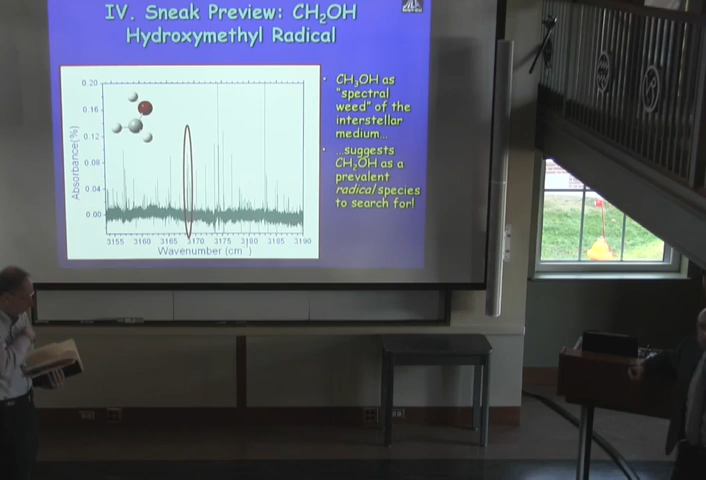 IV. Sneak Preview: CH₂OH
Hydroxymethyl Radical
CH₃OH as
"spectral
weed" of the
interstellar
medium...
...suggests
CH₂OH as a
prevalent
radical species
to search for!
0.20
0.16
0.12
0.08
0.04
0.00
Absorbance(%)
3155 3160 3165 3170 3175 3180 3185 3190
Wavenumber (cm⁻)